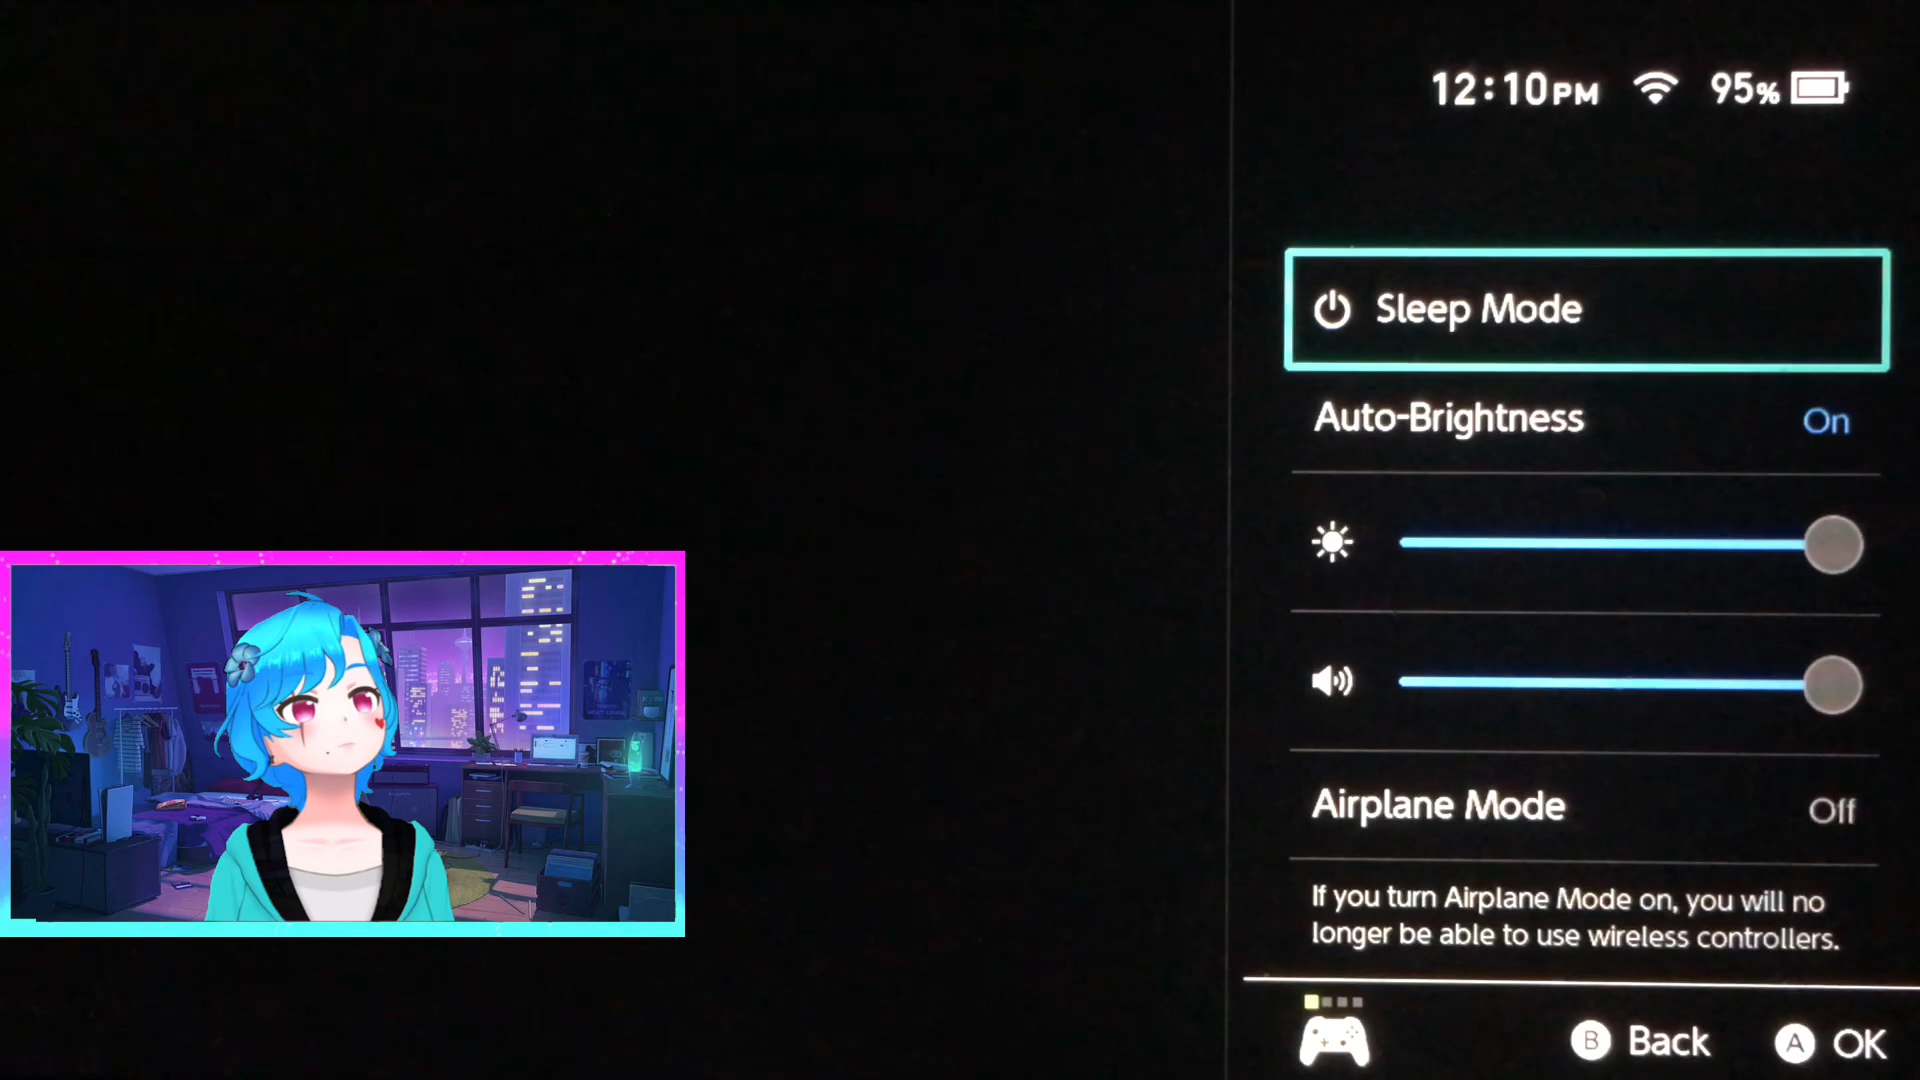 12:10PM 95%
Sleep Mode
Auto-Brightness On
Airplane Mode Off
If you turn Airplane Mode on, you will no
longer be able to use wireless controllers.
B Back A OK